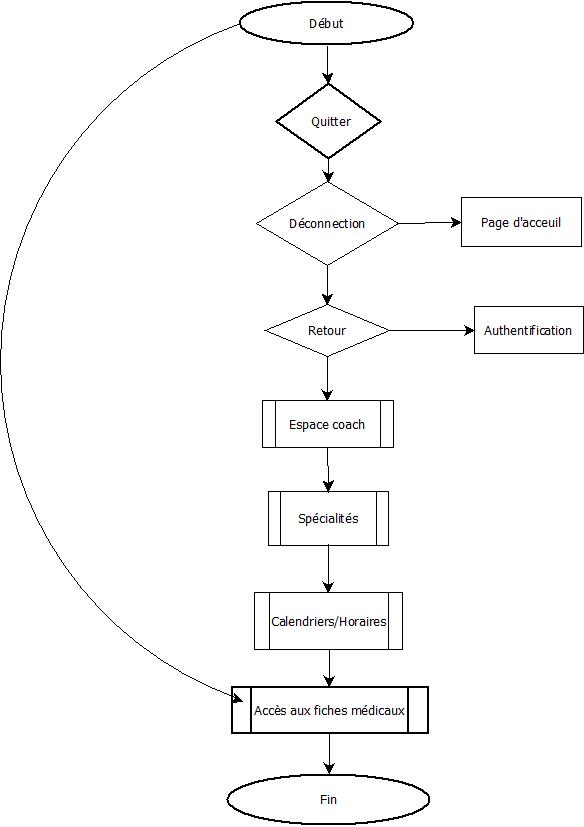 Début
Quitter
Déconnection
Page d'acceuil
Retour
Authentification
Espace coach
Spécialités
Calendriers/Horaires
Accès aux fiches médicaux
Fin